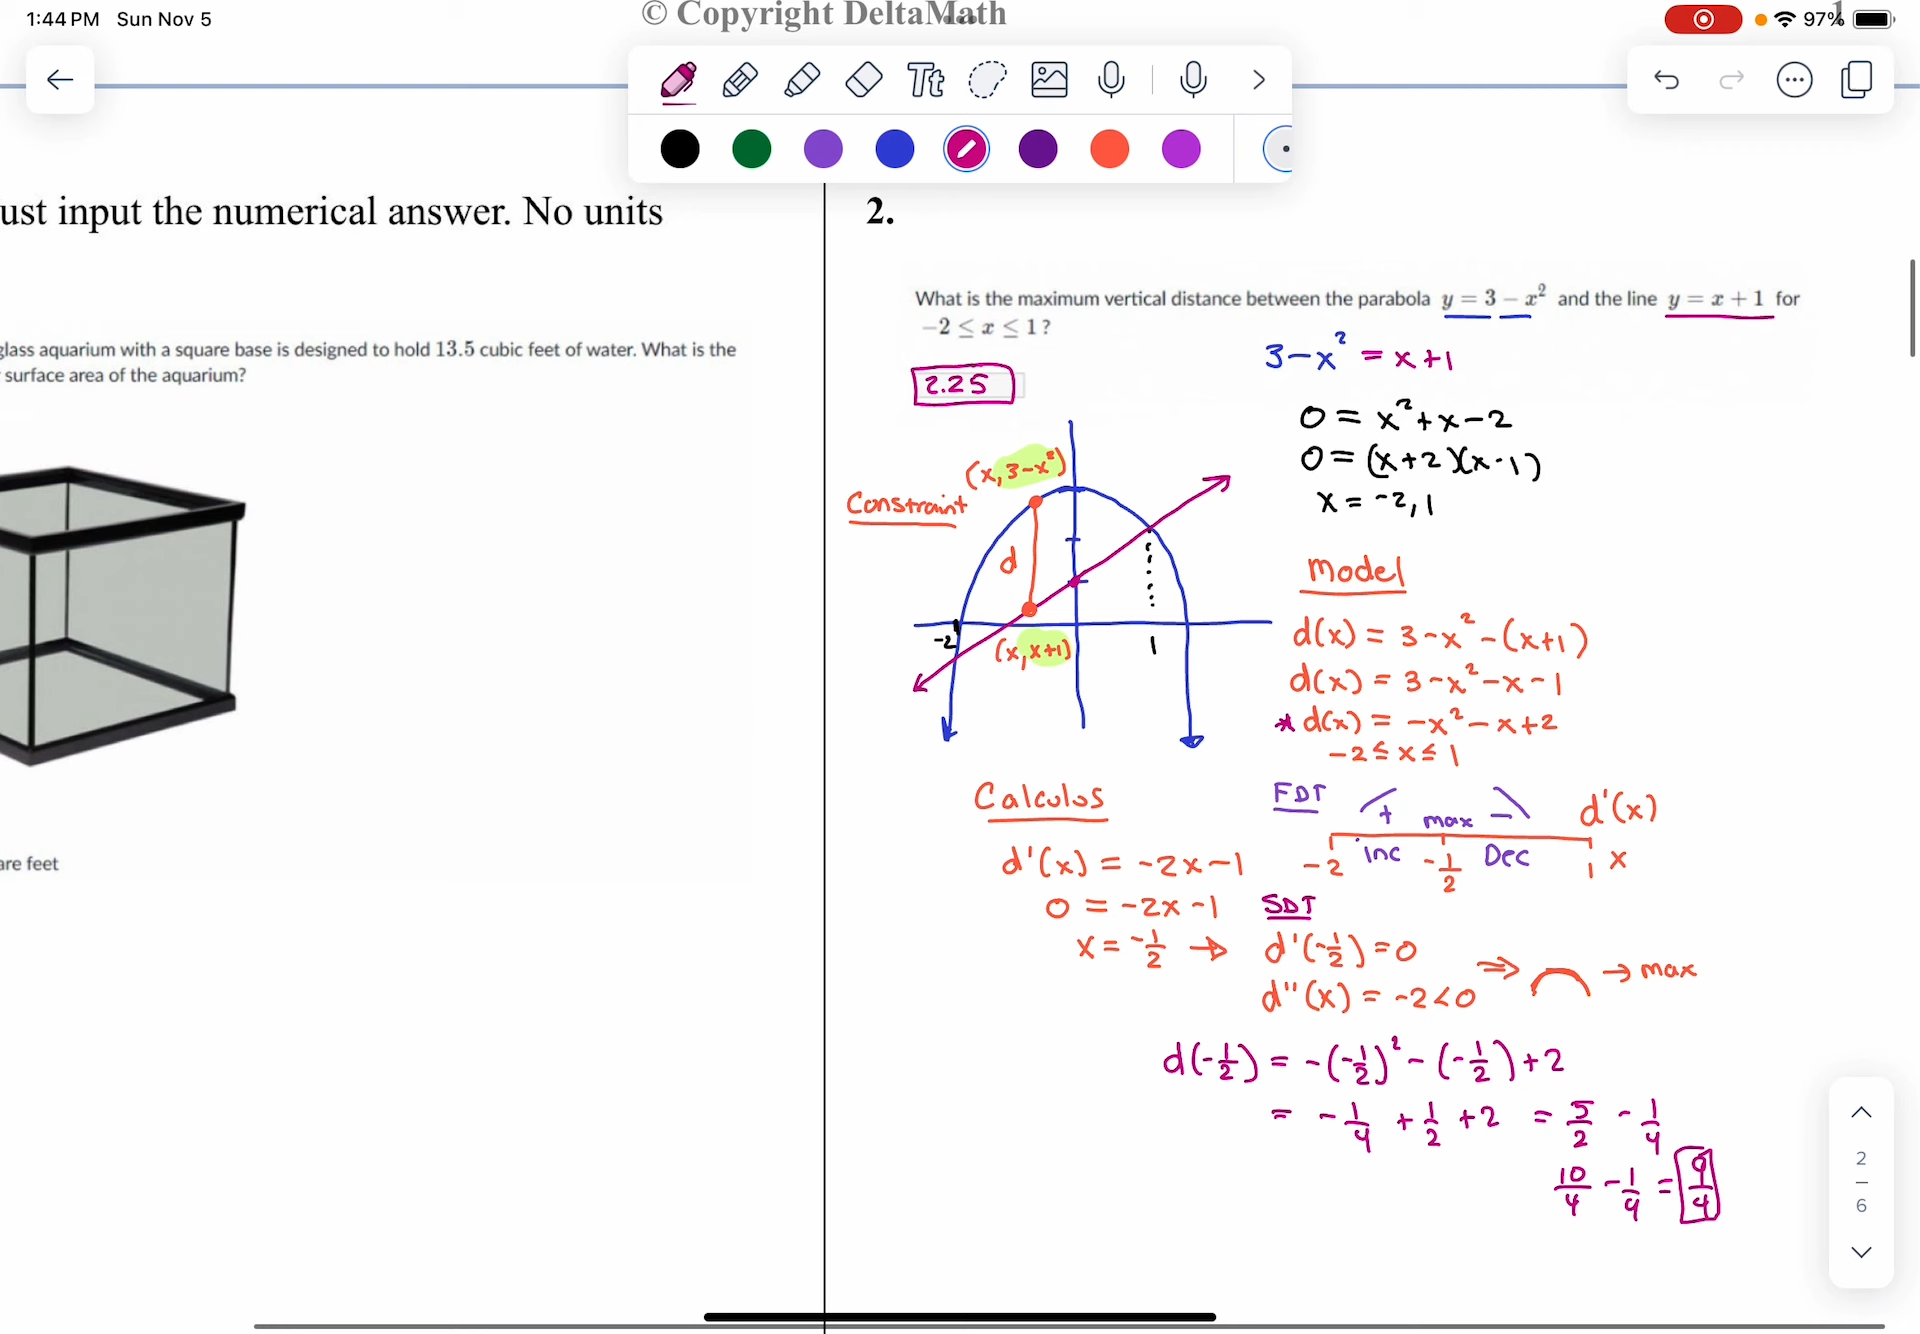 1:44 PM Sun Nov 5
© Copyright DeltaMath
97%
1
Tt
ust input the numerical answer. No units
glass aquarium with a square base is designed to hold 13.5 cubic feet of water. What is the
surface area of the aquarium?
are feet
2.
What is the maximum vertical distance between the parabola y = 3 − x² and the line y = x + 1 for
−2 ≤ x ≤ 1?
2.25
3-x² = x+1
0 = x²+x-2
0 = (x+2)(x-1)
x = -2, 1
Constraint
(x, 3-x²)
d
(x, x+1)
-2
1
Model
d(x) = 3-x²-(x+1)
d(x) = 3-x²-x-1
* d(x) = -x²-x+2
-2 ≤ x ≤ 1
Calculus
d'(x) = -2x-1
0 = -2x-1
x = -1/2 →
FDT
+ max - d'(x)
-2 inc -1/2 Dec 1 x
SDT
d'(-1/2) = 0
d"(x) = -2<0
⇒ → max
d(-1/2) = -(-1/2)² - (-1/2)+2
= -1/4 + 1/2 +2 = 5/2 - 1/4
10/4 - 1/4 = 9/4
2
6